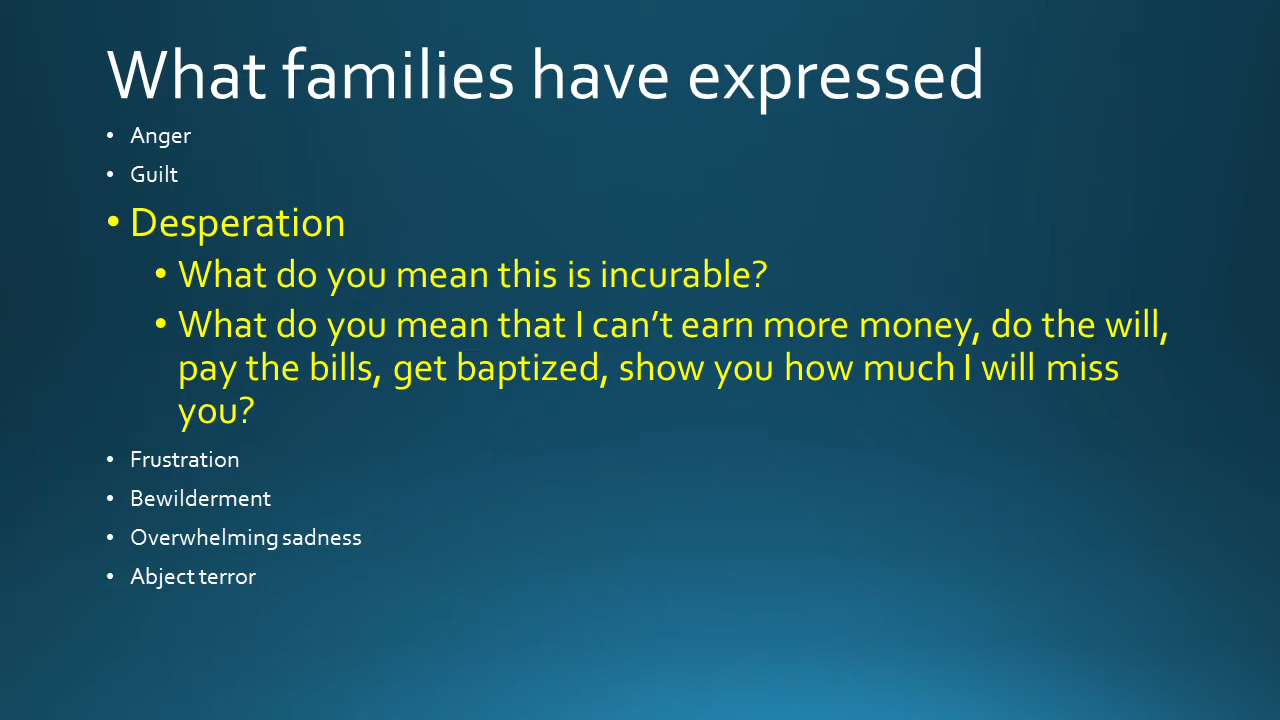 What families have expressed
• Anger
• Guilt
• Desperation
• What do you mean this is incurable?
• What do you mean that I can’t earn more money, do the will,
pay the bills, get baptized, show you how much I will miss
you?
• Frustration
• Bewilderment
• Overwhelming sadness
• Abject terror